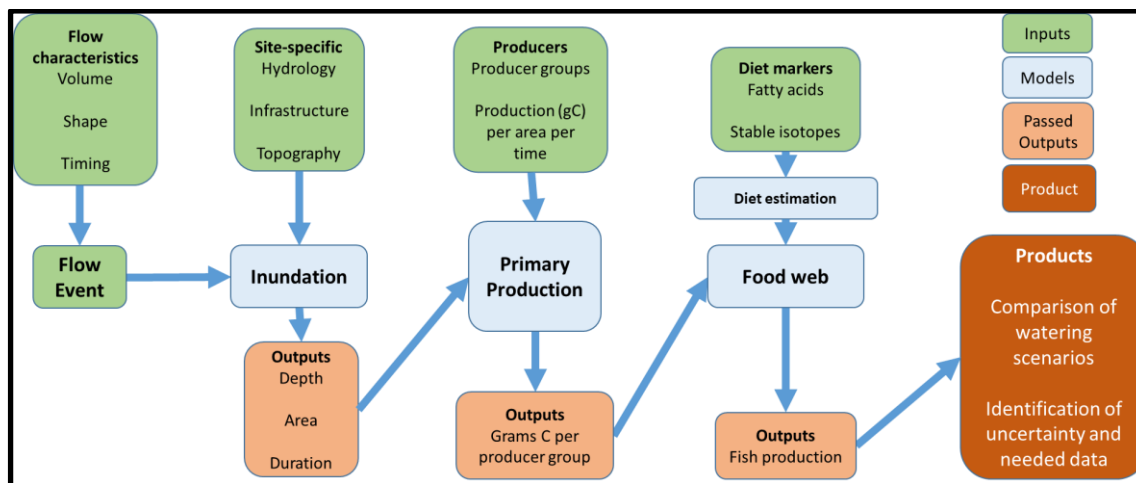 Flow
characteristics
Volume
Shape
Timing
Flow
Event
Site-specific
Hydrology
Infrastructure
Topography
Inundation
Outputs
Depth
Area
Duration
Producers
Producer groups
Production (gC)
per area per
time
Primary
Production
Outputs
Grams C per
producer group
Diet markers
Fatty acids
Stable isotopes
Diet estimation
Food web
Outputs
Fish production
Inputs
Models
Passed
Outputs
Product
Products
Comparison of
watering
scenarios
Identification of
uncertainty and
needed data